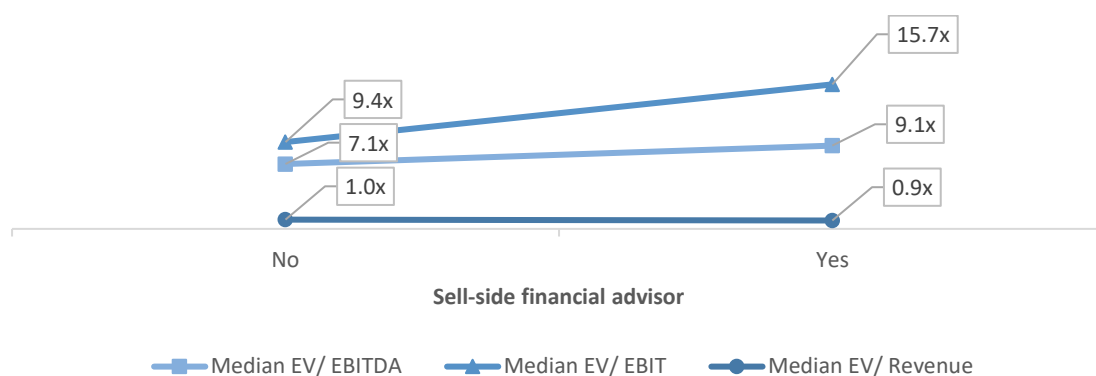 15.7x
9.4x
9.1x
7.1x
1.0x
0.9x
No Yes
Sell-side financial advisor
Median EV/ EBITDA Median EV/ EBIT Median EV/ Revenue